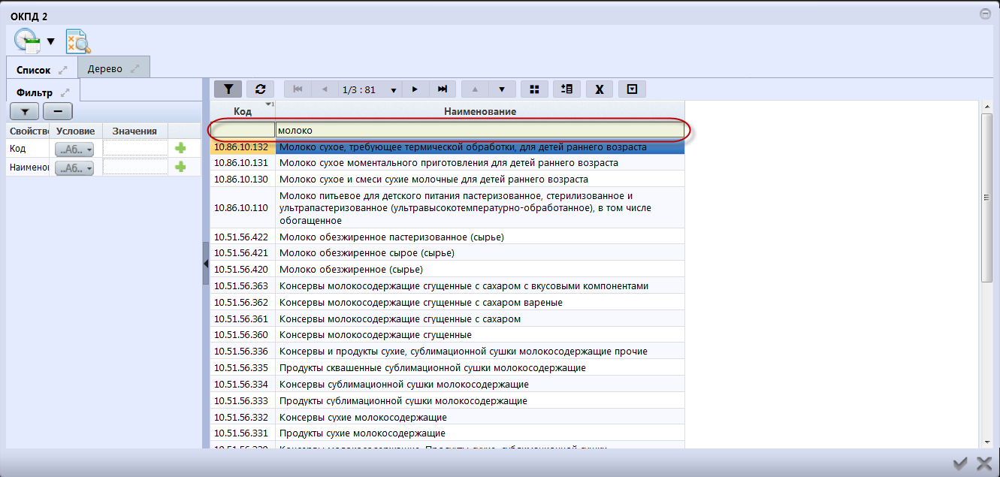 ОКПД 2
Список
Дерево
Фильтр
Свойство
Условие
Значения
Код
..Аб..
Наимено
..Аб..
1/3 : 81
X
Код
1
Наименование
молоко
10.86.10.132 Молоко сухое, требующее термической обработки, для детей раннего возраста
10.86.10.131 Молоко сухое моментального приготовления для детей раннего возраста
10.86.10.130 Молоко сухое и смеси сухие молочные для детей раннего возраста
10.86.10.110 Молоко питьевое для детского питания пастеризованное, стерилизованное и
ультрапастеризованное (ультравысокотемпературно-обработанное), в том числе
обогащенное
10.51.56.422 Молоко обезжиренное пастеризованное (сырье)
10.51.56.421 Молоко обезжиренное сырое (сырье)
10.51.56.420 Молоко обезжиренное (сырье)
10.51.56.363 Консервы молокосодержащие сгущенные с сахаром с вкусовыми компонентами
10.51.56.362 Консервы молокосодержащие сгущенные с сахаром вареные
10.51.56.361 Консервы молокосодержащие сгущенные с сахаром
10.51.56.360 Консервы молокосодержащие сгущенные
10.51.56.336 Консервы и продукты сухие, сублимационной сушки молокосодержащие прочие
10.51.56.335 Продукты сквашенные сублимационной сушки молокосодержащие
10.51.56.334 Консервы сублимационной сушки молокосодержащие
10.51.56.333 Продукты сублимационной сушки молокосодержащие
10.51.56.332 Консервы сухие молокосодержащие
10.51.56.331 Продукты сухие молокосодержащие